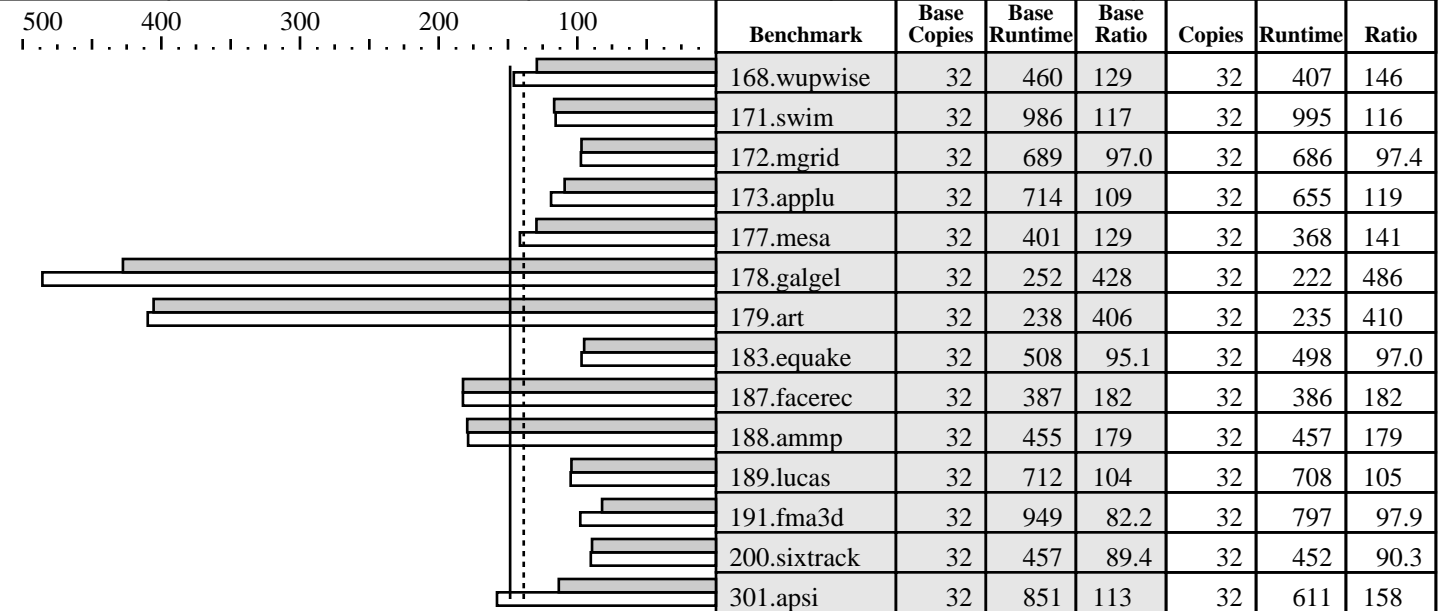 500 400 300 200 100
Benchmark Base Copies Base Runtime Base Ratio Copies Runtime Ratio
168.wupwise 32 460 129 32 407 146
171.swim 32 986 117 32 995 116
172.mgrid 32 689 97.0 32 686 97.4
173.applu 32 714 109 32 655 119
177.mesa 32 401 129 32 368 141
178.galgel 32 252 428 32 222 486
179.art 32 238 406 32 235 410
183.equake 32 508 95.1 32 498 97.0
187.facerec 32 387 182 32 386 182
188.ammp 32 455 179 32 457 179
189.lucas 32 712 104 32 708 105
191.fma3d 32 949 82.2 32 797 97.9
200.sixtrack 32 457 89.4 32 452 90.3
301.apsi 32 851 113 32 611 158